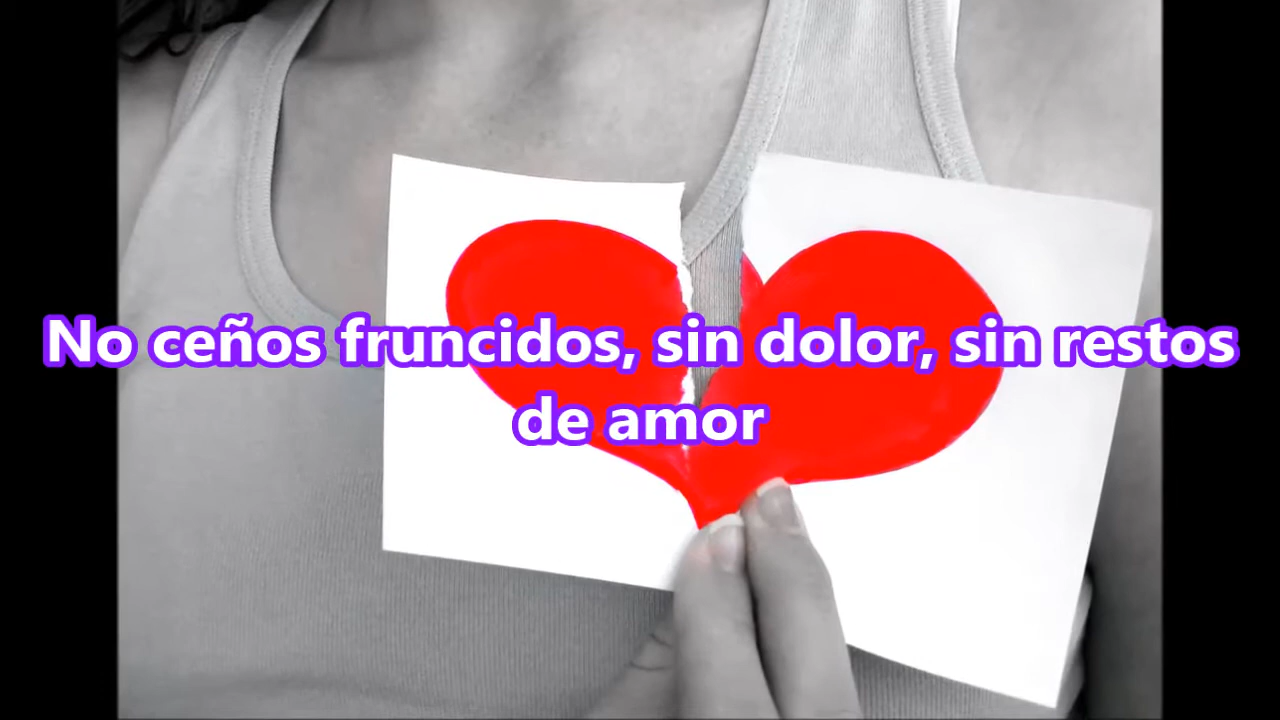 No ceños fruncidos, sin dolor, sin restos
de amor